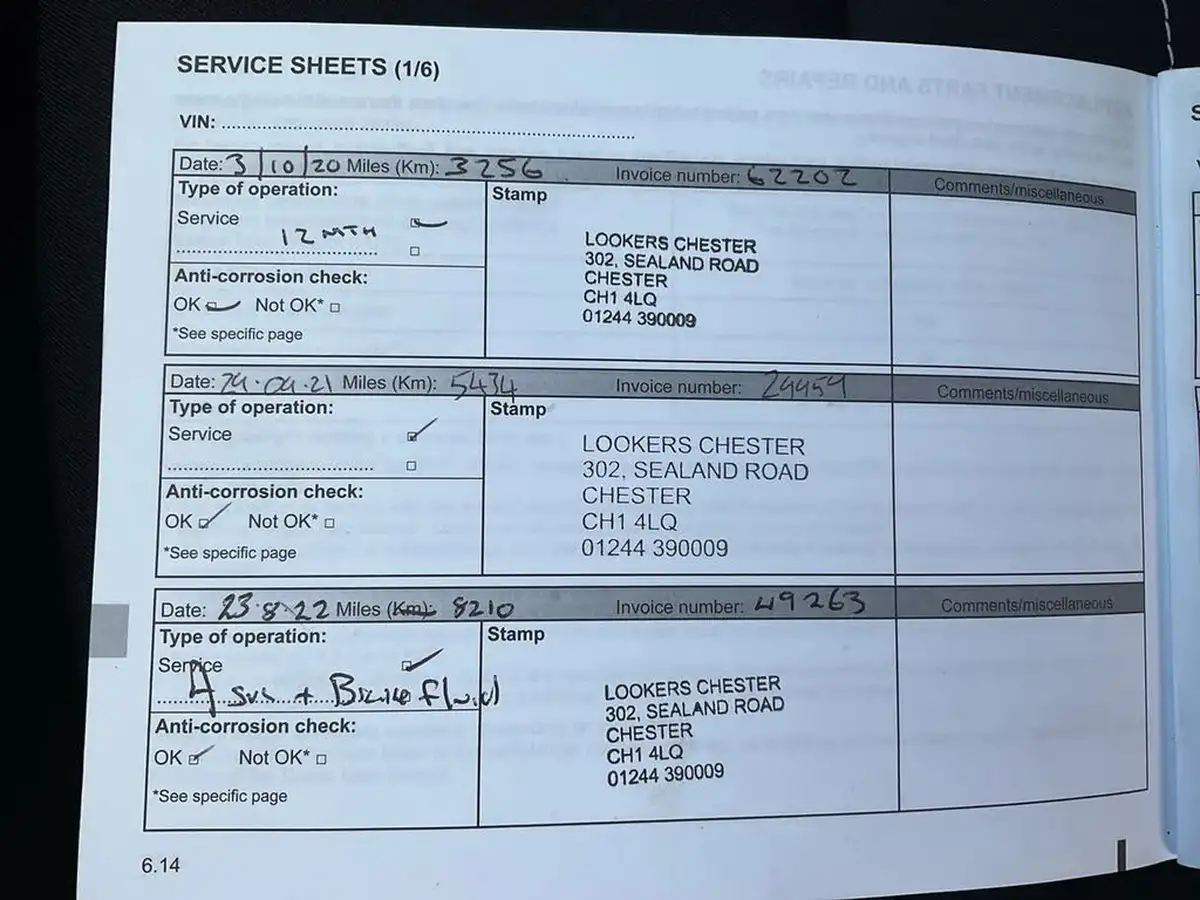 SERVICE SHEETS (1/6)
VIN: ........................................................................
Date: 3/10/20 Miles (Km): 3256 Invoice number: 62202 Comments/miscellaneous
Type of operation:
Stamp
Service
12 MTH
LOOKERS CHESTER
302, SEALAND ROAD
CHESTER
CH1 4LQ
01244 390009
Anti-corrosion check:
OK Not OK*
*See specific page
Date: 29.09.21 Miles (Km): 5434 Invoice number: Comments/miscellaneous
Type of operation:
Stamp
Service
LOOKERS CHESTER
302, SEALAND ROAD
CHESTER
CH1 4LQ
01244 390009
Anti-corrosion check:
OK Not OK*
*See specific page
Date: 23.8.22 Miles (Km): 8210 Invoice number: 49263 Comments/miscellaneous
Type of operation:
Stamp
Service
A svs + Brake fluid
LOOKERS CHESTER
302, SEALAND ROAD
CHESTER
CH1 4LQ
01244 390009
Anti-corrosion check:
OK Not OK*
*See specific page
6.14